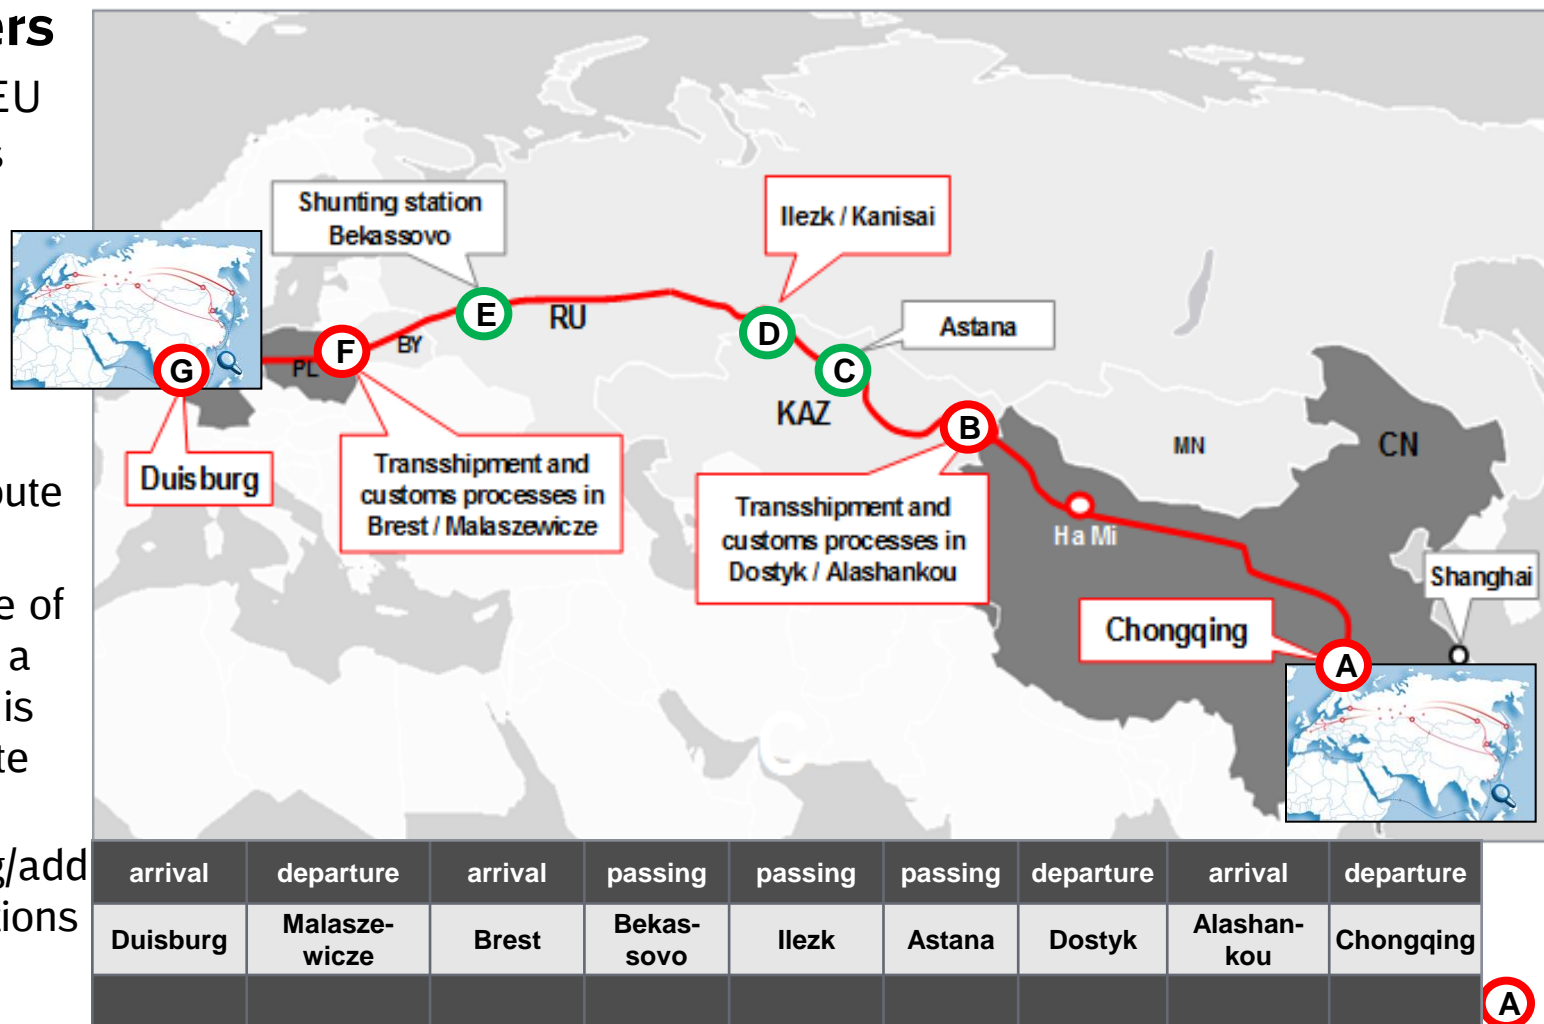 ers
EU
s
oute
e of
a
is
te
g/add
tions
Shunting station
Bekassovo
Ilezk / Kanisai
Astana
E
RU
D
F
BY
C
G
PL
KAZ
B
MN
CN
Duisburg
Transshipment and
customs processes in
Brest / Malaszewicze
Transshipment and
customs processes in
Dostyk / Alashankou
Ha Mi
Shanghai
Chongqing
A
arrival departure arrival passing passing passing departure arrival departure
Duisburg Malasze-
wicze Brest Bekas-
sovo Ilezk Astana Dostyk Alashan-
kou Chongqing
A